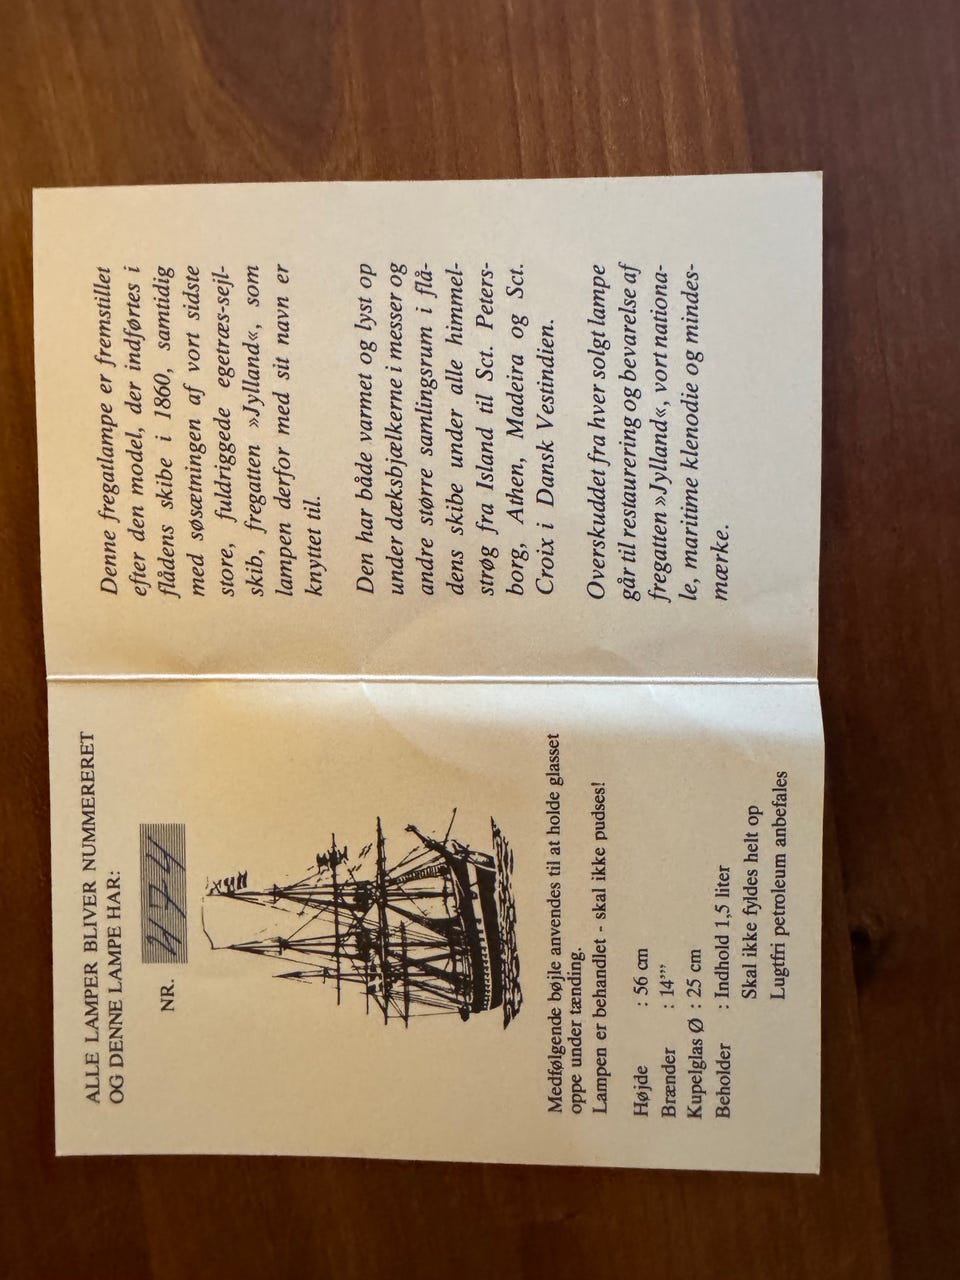 ALLE LAMPER BLIVER NUMMERERET
OG DENNE LAMPE HAR:
NR. 474
Medfølgende bøjle anvendes til at holde glasset
oppe under tænding.
Lampen er behandlet - skal ikke pudses!
Højde : 56 cm
Brænder : 14”’
Kupelglas Ø : 25 cm
Beholder : Indhold 1,5 liter
Skal ikke fyldes helt op
Lugtfri petroleum anbefales
Denne fregatlampe er fremstillet
efter den model, der indførtes i
flådens skibe i 1860, samtidig
med søsætningen af vort sidste
store, fuldriggede egetræs-sejl-
skib, fregatten »Jylland«, som
lampen derfor med sit navn er
knyttet til.
Den har både varmet og lyst op
under dæksbjælkerne i messer og
andre større samlingsrum i flå-
dens skibe under alle himmel-
strøg fra Island til Sct. Peters-
borg, Athen, Madeira og Sct.
Croix i Dansk Vestindien.
Overskuddet fra hver solgt lampe
går til restaurering og bevarelse af
fregatten »Jylland«, vort nationa-
le, maritime klenodie og mindes-
mærke.